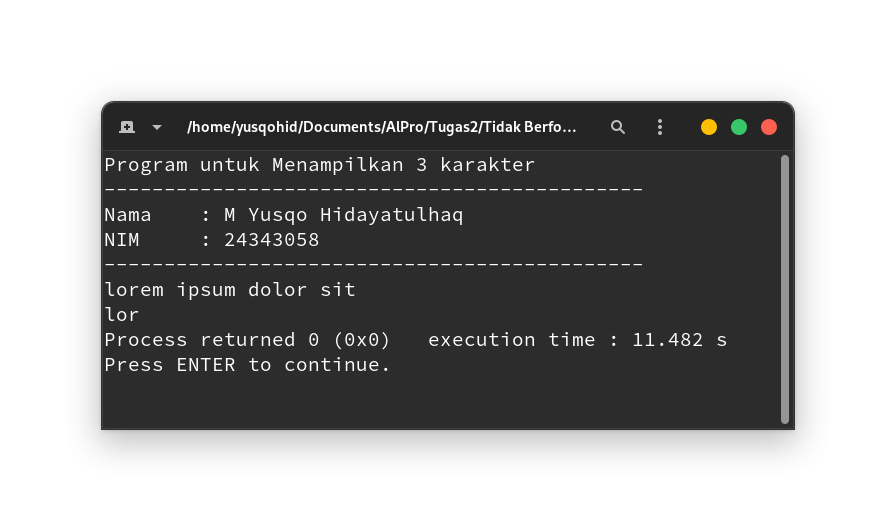 /home/yusqohid/Documents/AlPro/Tugas2/Tidak Berfo...
Program untuk Menampilkan 3 karakter
---------------------------------------------
Nama    : M Yusqo Hidayatulhaq
NIM     : 24343058
---------------------------------------------
lorem ipsum dolor sit
lor
Process returned 0 (0x0)   execution time : 11.482 s
Press ENTER to continue.